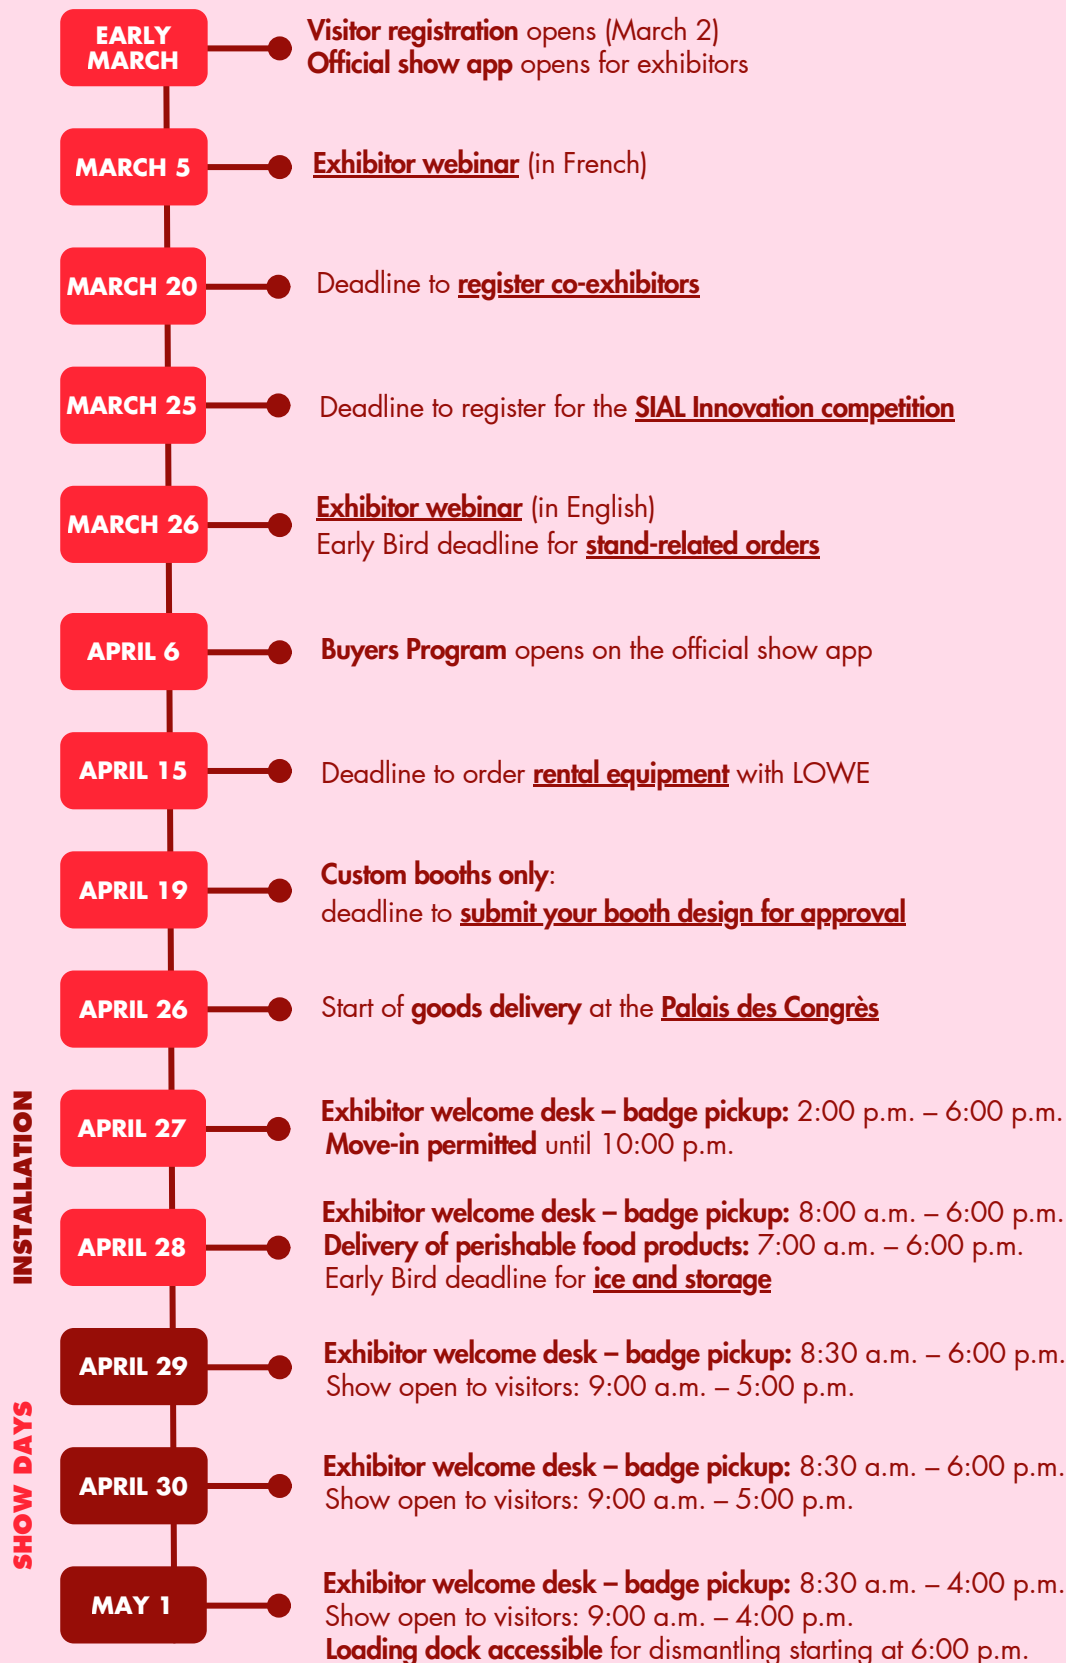 EARLY
MARCH
Visitor registration opens (March 2)
Official show app opens for exhibitors
MARCH 5
Exhibitor webinar (in French)
MARCH 20
Deadline to register co-exhibitors
MARCH 25
Deadline to register for the SIAL Innovation competition
MARCH 26
Exhibitor webinar (in English)
Early Bird deadline for stand-related orders
APRIL 6
Buyers Program opens on the official show app
APRIL 15
Deadline to order rental equipment with LOWE
APRIL 19
Custom booths only:
deadline to submit your booth design for approval
APRIL 26
Start of goods delivery at the Palais des Congrès
INSTALLATION
APRIL 27
Exhibitor welcome desk – badge pickup: 2:00 p.m. – 6:00 p.m.
Move-in permitted until 10:00 p.m.
APRIL 28
Exhibitor welcome desk – badge pickup: 8:00 a.m. – 6:00 p.m.
Delivery of perishable food products: 7:00 a.m. – 6:00 p.m.
Early Bird deadline for ice and storage
SHOW DAYS
APRIL 29
Exhibitor welcome desk – badge pickup: 8:30 a.m. – 6:00 p.m.
Show open to visitors: 9:00 a.m. – 5:00 p.m.
APRIL 30
Exhibitor welcome desk – badge pickup: 8:30 a.m. – 6:00 p.m.
Show open to visitors: 9:00 a.m. – 5:00 p.m.
MAY 1
Exhibitor welcome desk – badge pickup: 8:30 a.m. – 4:00 p.m.
Show open to visitors: 9:00 a.m. – 4:00 p.m.
Loading dock accessible for dismantling starting at 6:00 p.m.